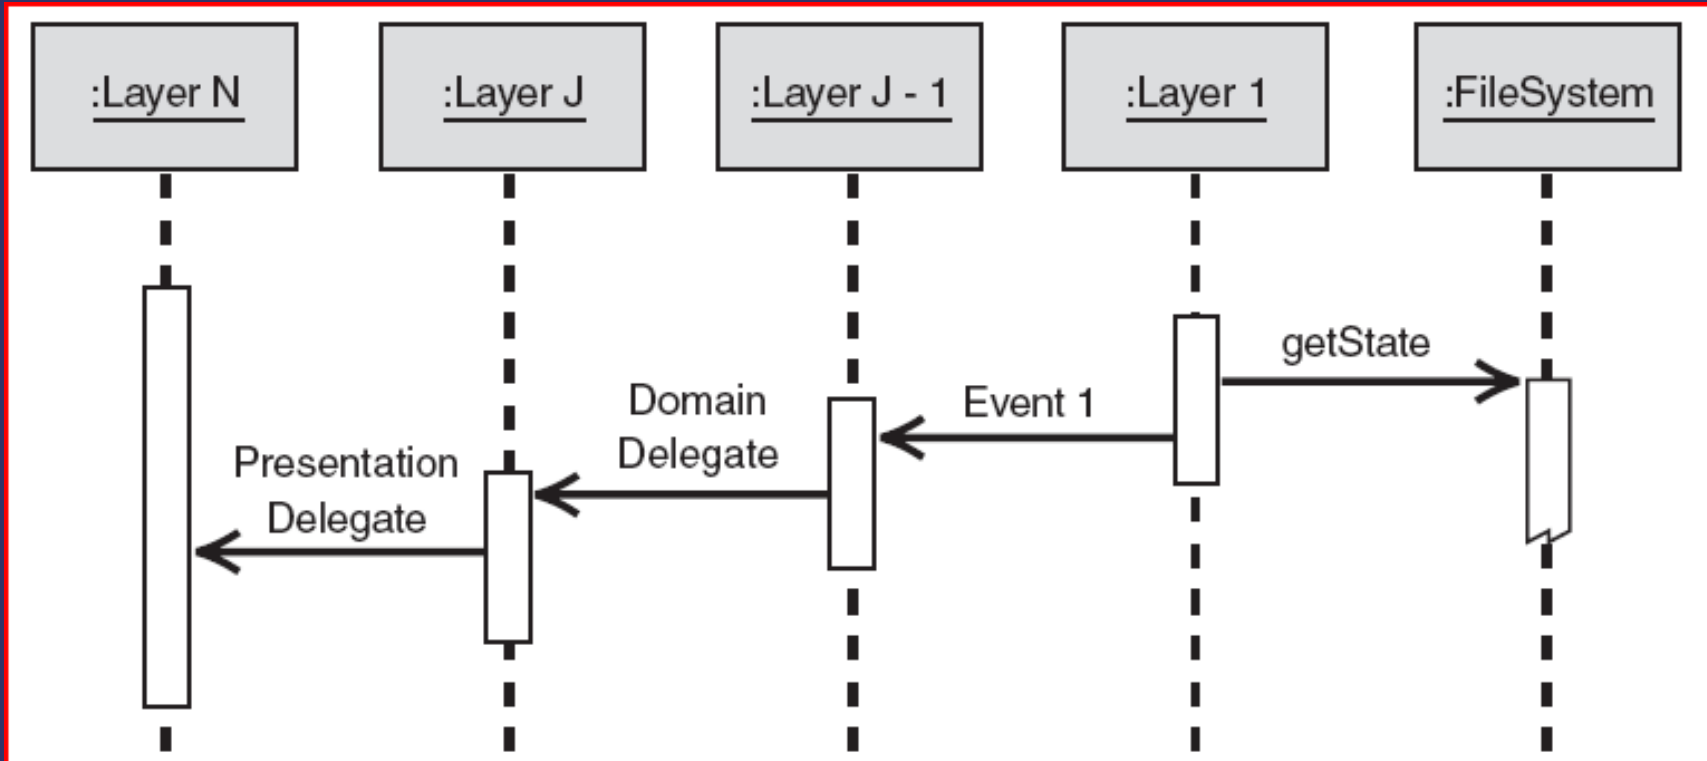 :Layer N
:Layer J
:Layer J - 1
:Layer 1
:FileSystem
getState
Event 1
Domain
Delegate
Presentation
Delegate